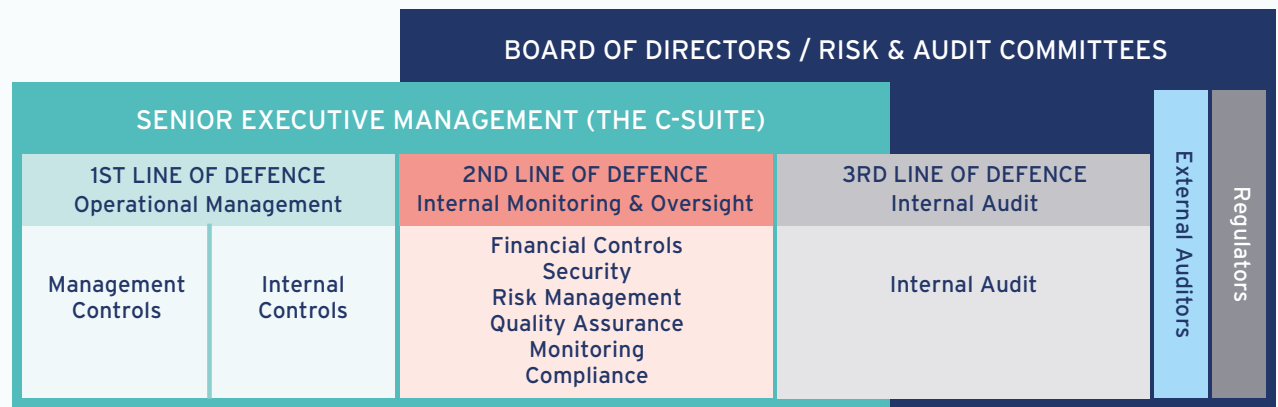 BOARD OF DIRECTORS / RISK & AUDIT COMMITTEES
SENIOR EXECUTIVE MANAGEMENT (THE C-SUITE)
1ST LINE OF DEFENCE
Operational Management
Management
Controls
Internal
Controls
2ND LINE OF DEFENCE
Internal Monitoring & Oversight
Financial Controls
Security
Risk Management
Quality Assurance
Monitoring
Compliance
3RD LINE OF DEFENCE
Internal Audit
Internal Audit
External Auditors
Regulators